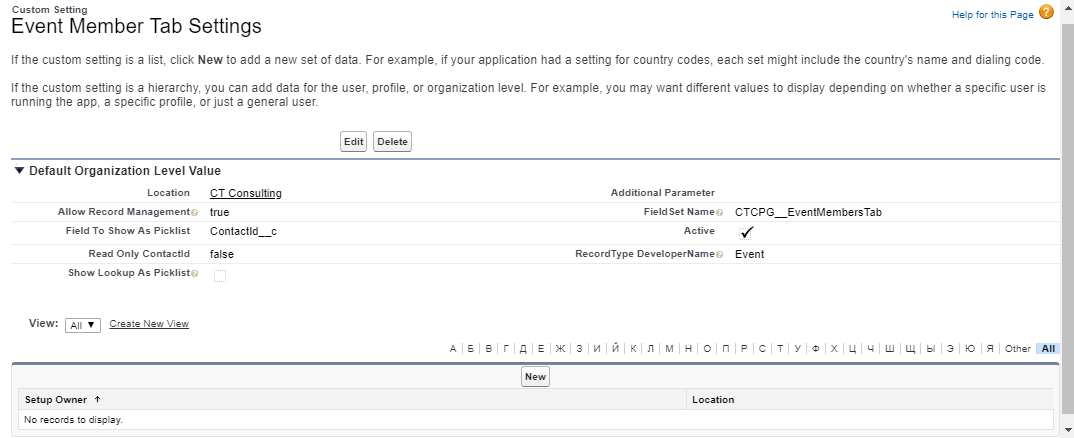 Custom Setting
Event Member Tab Settings
Help for this Page
If the custom setting is a list, click New to add a new set of data. For example, if your application had a setting for country codes, each set might include the country's name and dialing code.
If the custom setting is a hierarchy, you can add data for the user, profile, or organization level. For example, you may want different values to display depending on whether a specific user is
running the app, a specific profile, or just a general user.
Edit Delete
Default Organization Level Value
Location CT Consulting Additional Parameter
Allow Record Management true FieldSet Name CTCPG__EventMembersTab
Field To Show As Picklist ContactId__c Active
Read Only ContactId false RecordType DeveloperName Event
Show Lookup As Picklist
View: All Create New View
А | Б | В | Г | Д | Е | Ж | З | И | Й | К | Л | М | Н | О | П | Р | С | Т | У | Ф | Х | Ц | Ч | Ш | Щ | Ы | Э | Ю | Я | Other | All
New
Setup Owner ↑ Location
No records to display.